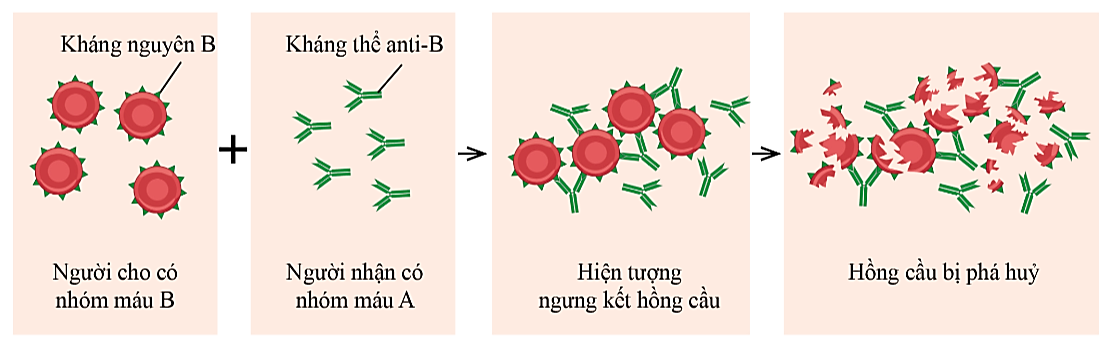 Kháng nguyên B
Kháng thể anti-B
+
Người cho có
nhóm máu B
Người nhận có
nhóm máu A
Hiện tượng
ngưng kết hồng cầu
Hồng cầu bị phá huỷ